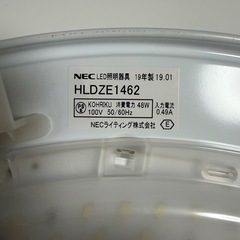 NEC LED照明器具 19年製 19.01
HLDZE1462
KOHRIKU 消費電力 48W 入力電流
100V 50/60Hz 0.49A
NECライティング株式会社 E